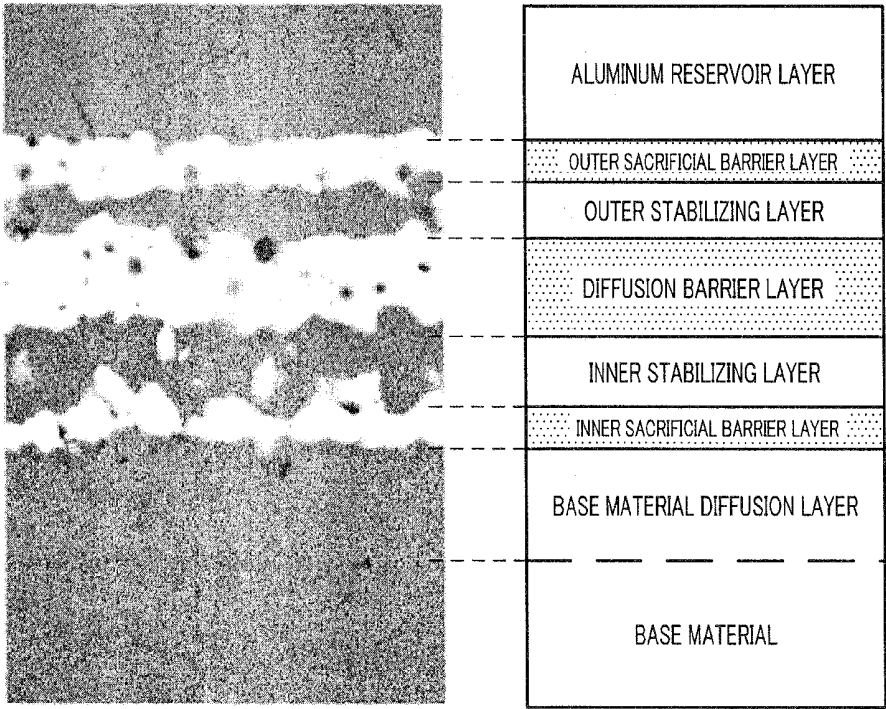 ALUMINUM RESERVOIR LAYER
OUTER SACRIFICIAL BARRIER LAYER
OUTER STABILIZING LAYER
DIFFUSION BARRIER LAYER
INNER STABILIZING LAYER
INNER SACRIFICIAL BARRIER LAYER
BASE MATERIAL DIFFUSION LAYER
BASE MATERIAL